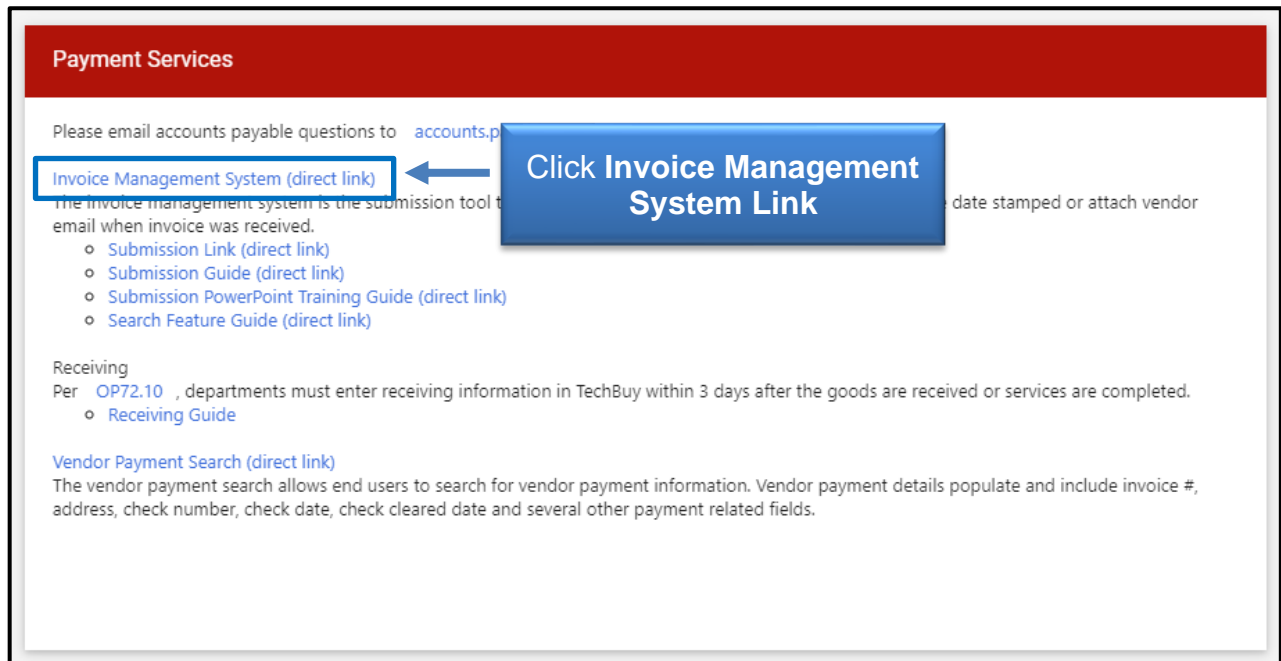 Payment Services
Please email accounts payable questions to accounts.p
Click Invoice Management
System Link
Invoice Management System (direct link)
The invoice management system is the submission tool date stamped or attach vendor
email when invoice was received.
Submission Link (direct link)
Submission Guide (direct link)
Submission PowerPoint Training Guide (direct link)
Search Feature Guide (direct link)
Receiving
Per OP72.10 , departments must enter receiving information in TechBuy within 3 days after the goods are received or services are completed.
Receiving Guide
Vendor Payment Search (direct link)
The vendor payment search allows end users to search for vendor payment information. Vendor payment details populate and include invoice #,
address, check number, check date, check cleared date and several other payment related fields.